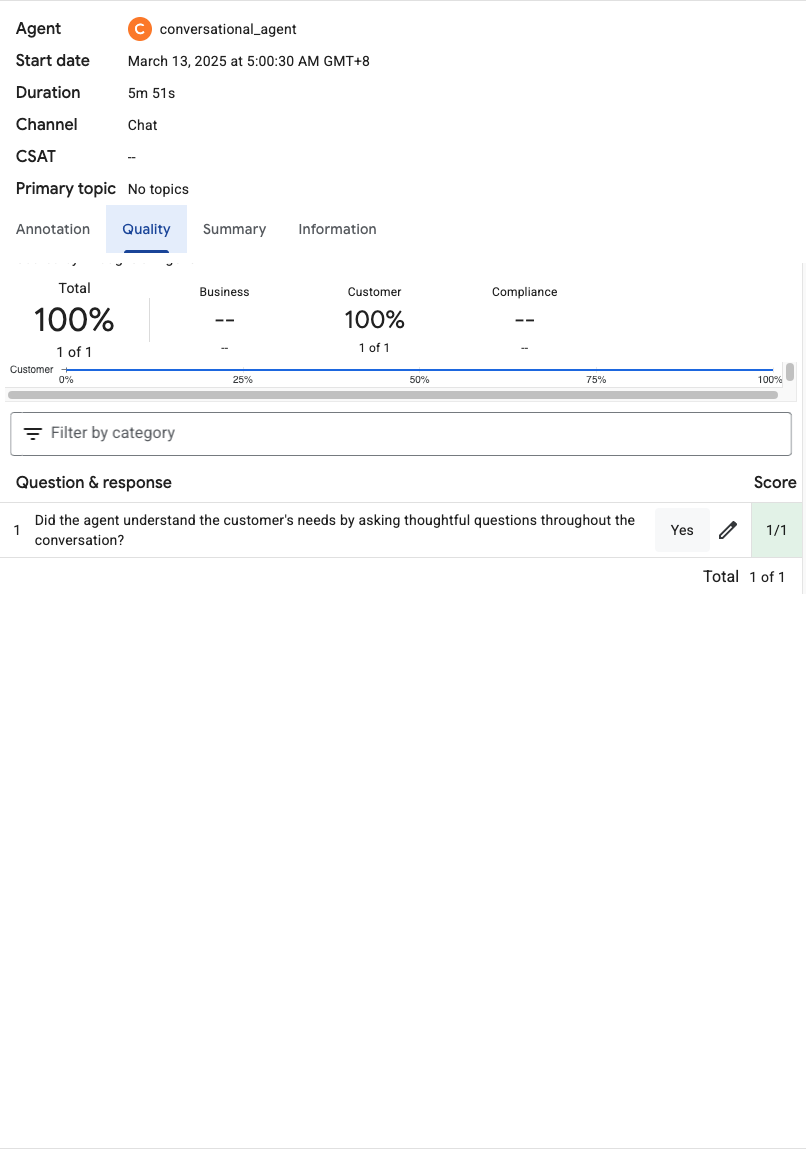 Agent C conversational_agent
Start date March 13, 2025 at 5:00:30 AM GMT+8
Duration 5m 51s
Channel Chat
CSAT --
Primary topic No topics
Annotation Quality Summary Information
Total Business Customer Compliance
100% -- 100% --
1 of 1 -- 1 of 1 --
Customer
0% 25% 50% 75% 100%
Filter by category
Question & response Score
1 Did the agent understand the customer's needs by asking thoughtful questions throughout the
conversation? Yes 1/1
Total 1 of 1